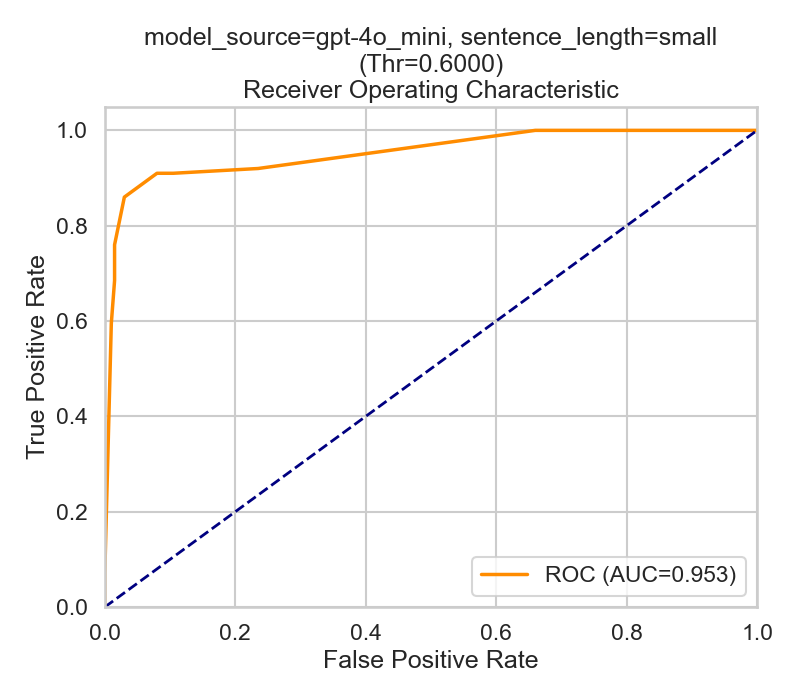 model_source=gpt-4o_mini, sentence_length=small
(Thr=0.6000)
Receiver Operating Characteristic
1.0
0.8
0.6
0.4
0.2
0.0
True Positive Rate
0.0 0.2 0.4 0.6 0.8 1.0
False Positive Rate
ROC (AUC=0.953)